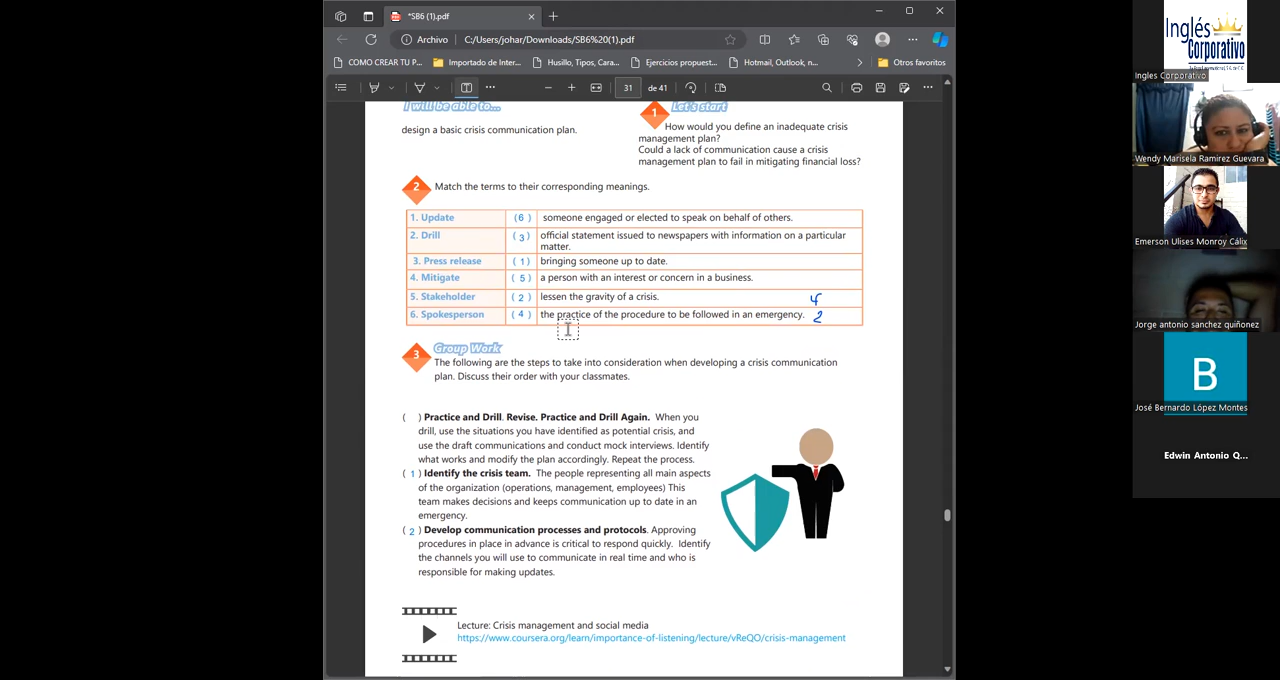 *SB6 (1).pdf
Archivo
C:/Users/johar/Downloads/SB6%20(1).pdf
COMO CREAR TU P...
Importado de Inter...
Husillo, Tipos, Cara...
Ejercicios propuest...
Hotmail, Outlook, n...
Otros favoritos
31
de 41
I will be able to...
design a basic crisis communication plan.
1
Let's start
How would you define an inadequate crisis
management plan?
Could a lack of communication cause a crisis
management plan to fail in mitigating financial loss?
2
Match the terms to their corresponding meanings.
1. Update ( 6 ) someone engaged or elected to speak on behalf of others.
2. Drill ( 3 ) official statement issued to newspapers with information on a particular
matter.
3. Press release ( 1 ) bringing someone up to date.
4. Mitigate ( 5 ) a person with an interest or concern in a business.
5. Stakeholder ( 2 ) lessen the gravity of a crisis. 4
6. Spokesperson ( 4 ) the practice of the procedure to be followed in an emergency. 2
3
Group Work
The following are the steps to take into consideration when developing a crisis communication
plan. Discuss their order with your classmates.
( ) Practice and Drill. Revise. Practice and Drill Again. When you
drill, use the situations you have identified as potential crisis, and
use the draft communications and conduct mock interviews. Identify
what works and modify the plan accordingly. Repeat the process.
( 1 ) Identify the crisis team. The people representing all main aspects
of the organization (operations, management, employees) This
team makes decisions and keeps communication up to date in an
emergency.
( 2 ) Develop communication processes and protocols. Approving
procedures in place in advance is critical to respond quickly. Identify
the channels you will use to communicate in real time and who is
responsible for making updates.
Lecture: Crisis management and social media
https://www.coursera.org/learn/importance-of-listening/lecture/vReQO/crisis-management
Inglés
Corporativo
Ingles Corporativo
Wendy Marisela Ramirez Guevara
Emerson Ulises Monroy Cálix
Jorge antonio sanchez quiñonez
B
José Bernardo López Montes
Edwin Antonio Q...